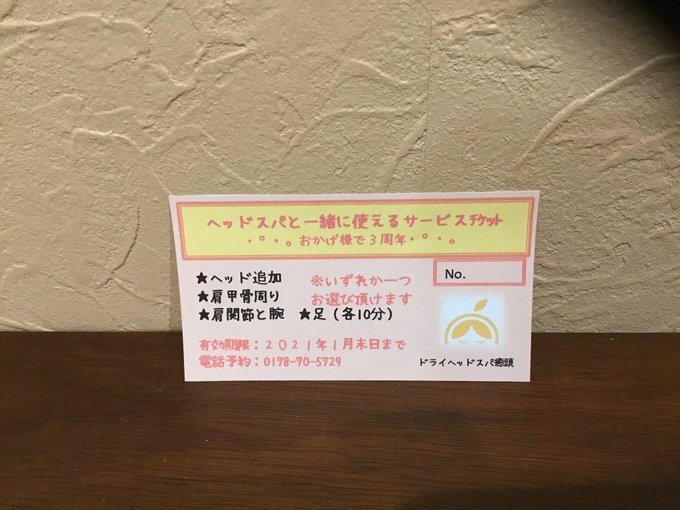 ヘッドスパと一緒に使えるサービスチケット
・°・。おかげ様で３周年・°・。
No.
★ヘッド追加
★肩甲骨周り
★肩関節と腕　★足（各10分）
※いずれか一つ
お選び頂けます
有効期限：２０２１年１月末日まで
電話予約：0178-70-5729
ドライヘッドスパ癒頭